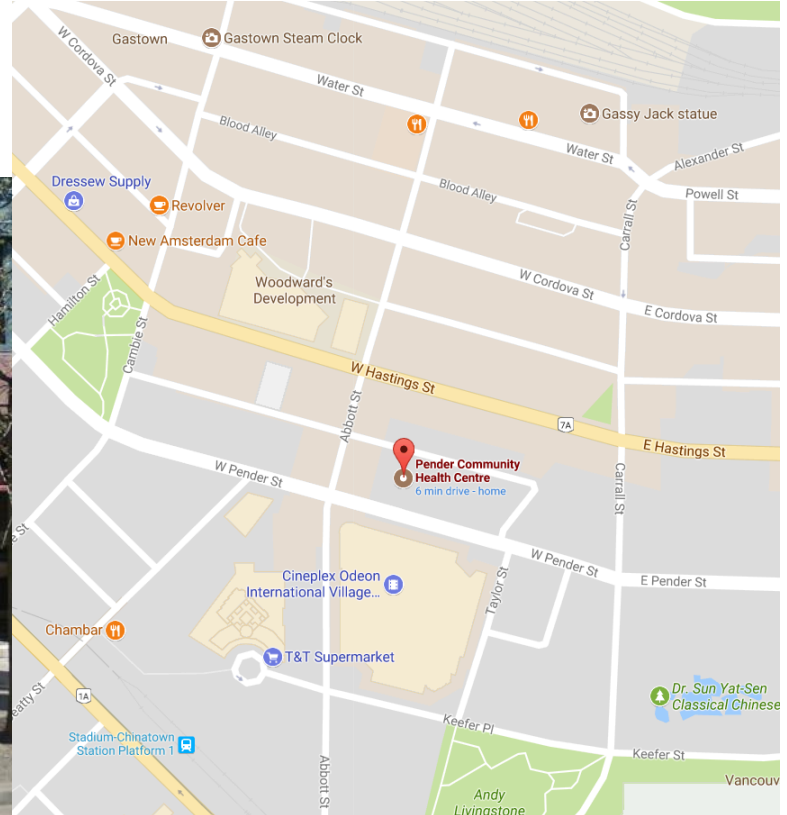 W Cordova St
Gastown
Gastown Steam Clock
Water St
Gassy Jack statue
Blood Alley
Water St
Alexander St
Dressew Supply
Revolver
Blood Alley
Powell St
New Amsterdam Cafe
Carrall St
Woodward's
Development
W Cordova St
E Cordova St
Hamilton St
Cambie St
W Hastings St
Abbott St
7A
E Hastings St
Pender Community
Health Centre
6 min drive - home
W Pender St
Carrall St
W Pender St
E Pender St
Cineplex Odeon
International Village...
Taylor St
e St
Chambar
T&T Supermarket
1A
eatty St
Dr. Sun Yat-Sen
Classical Chinese
Keefer Pl
Stadium-Chinatown
Station Platform 1
Keefer St
Abbott St
Vancouv
Andy
Livingstone